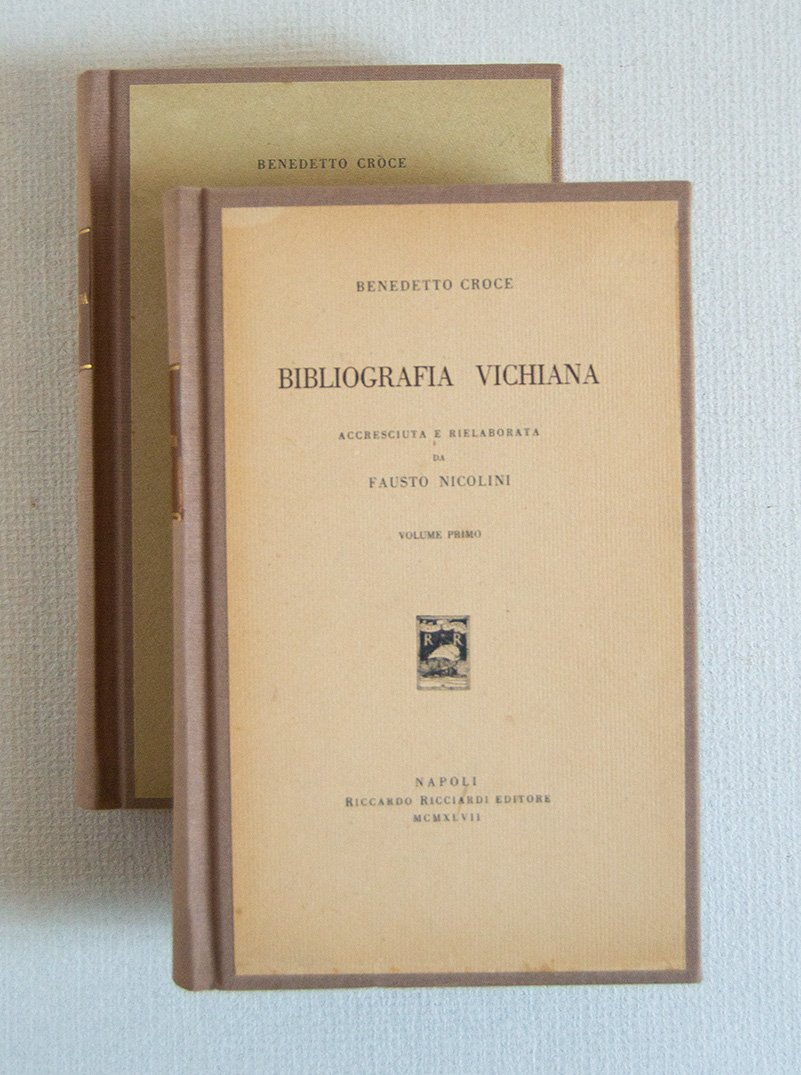 BENEDETTO CROCE
BENEDETTO CROCE
BIBLIOGRAFIA VICHIANA
ACCRESCIUTA E RIELABORATA
DA
FAUSTO NICOLINI
VOLUME PRIMO
R R
NAPOLI
RICCARDO RICCIARDI EDITORE
MCMXLVII